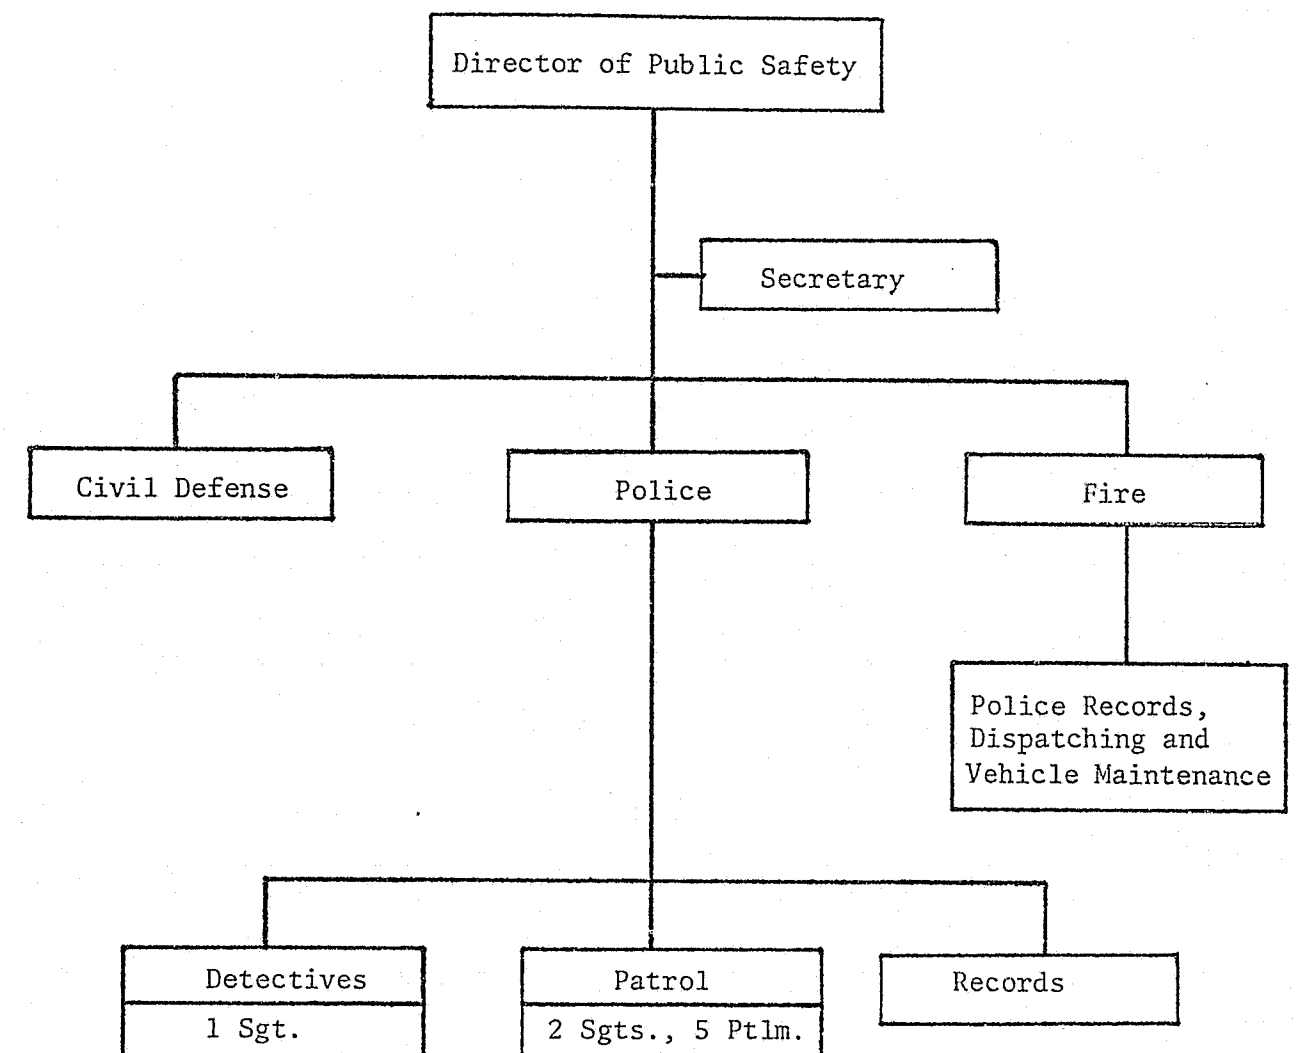 Director of Public Safety
Secretary
Civil Defense
Police
Fire
Police Records,
Dispatching and
Vehicle Maintenance
Detectives
1 Sgt.
Patrol
2 Sgts., 5 Ptlm.
Records